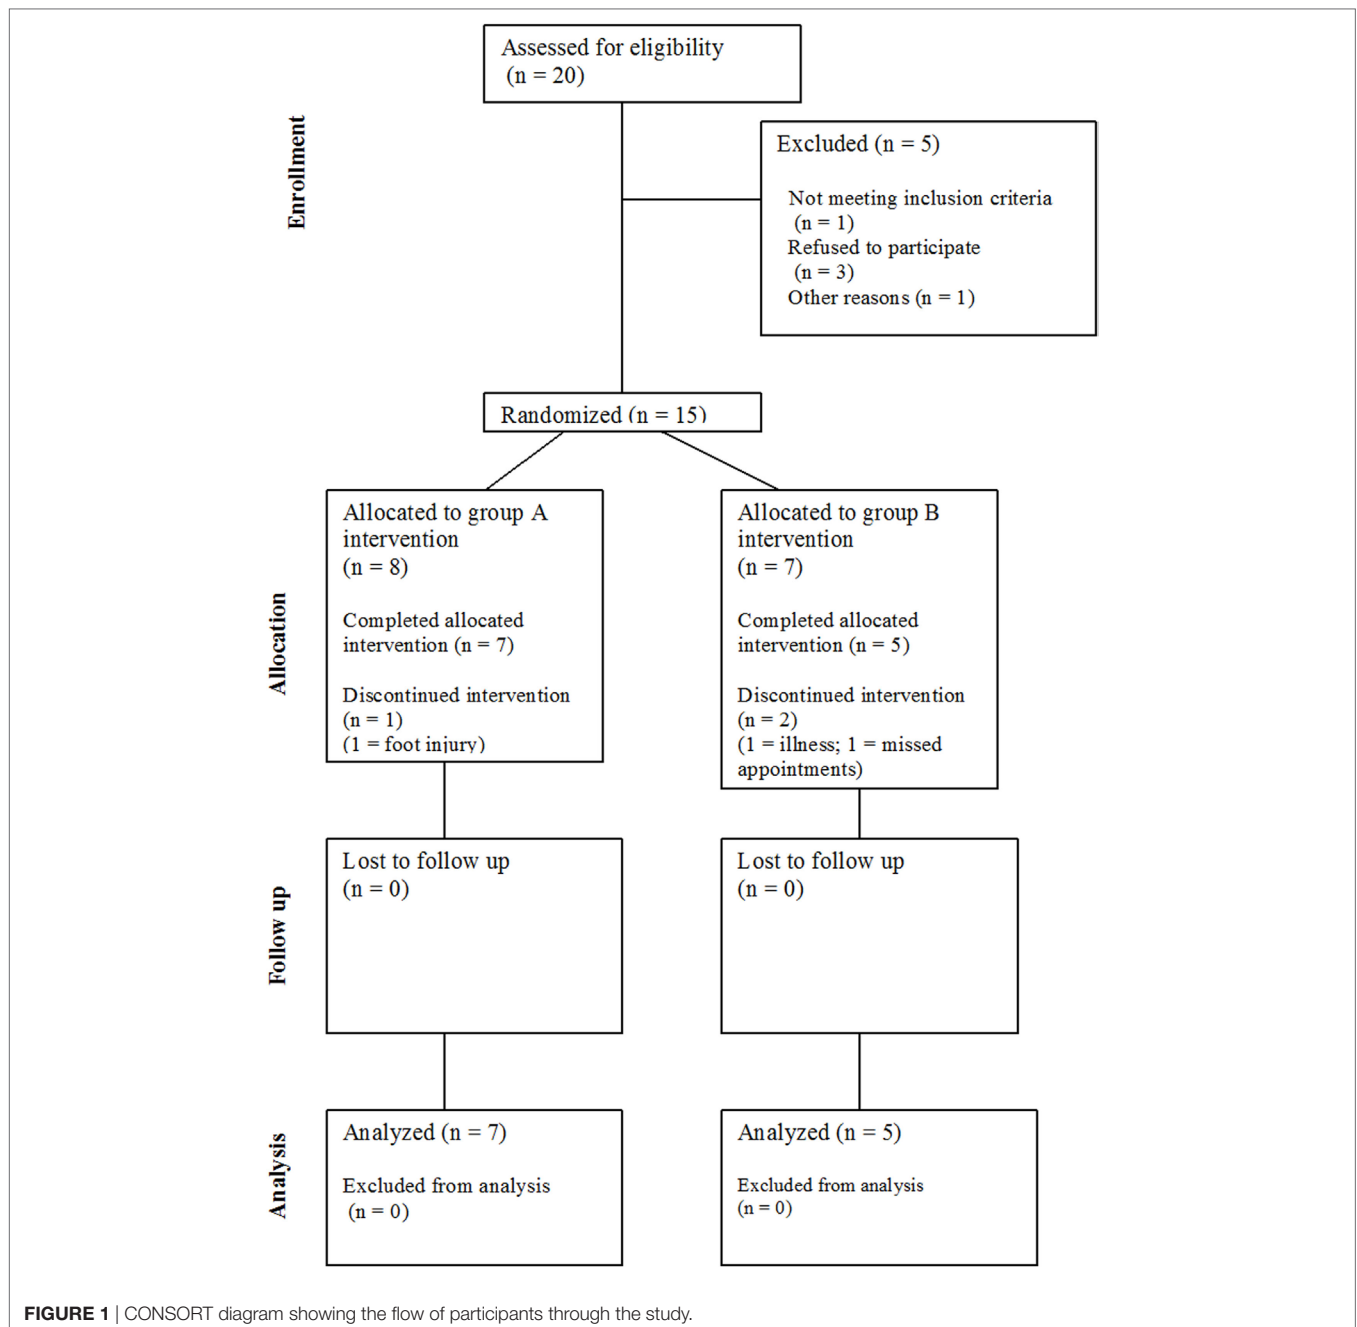 Assessed for eligibility
(n = 20)
Enrollment
Excluded (n = 5)
Not meeting inclusion criteria
(n = 1)
Refused to participate
(n = 3)
Other reasons (n = 1)
Randomized (n = 15)
Allocation
Allocated to group A
intervention
(n = 8)
Completed allocated
intervention (n = 7)
Discontinued intervention
(n = 1)
(1 = foot injury)
Allocated to group B
intervention
(n = 7)
Completed allocated
intervention (n = 5)
Discontinued intervention
(n = 2)
(1 = illness; 1 = missed
appointments)
Follow up
Lost to follow up
(n = 0)
Lost to follow up
(n = 0)
Analysis
Analyzed (n = 7)
Excluded from analysis
(n = 0)
Analyzed (n = 5)
Excluded from analysis
(n = 0)
FIGURE 1 | CONSORT diagram showing the flow of participants through the study.